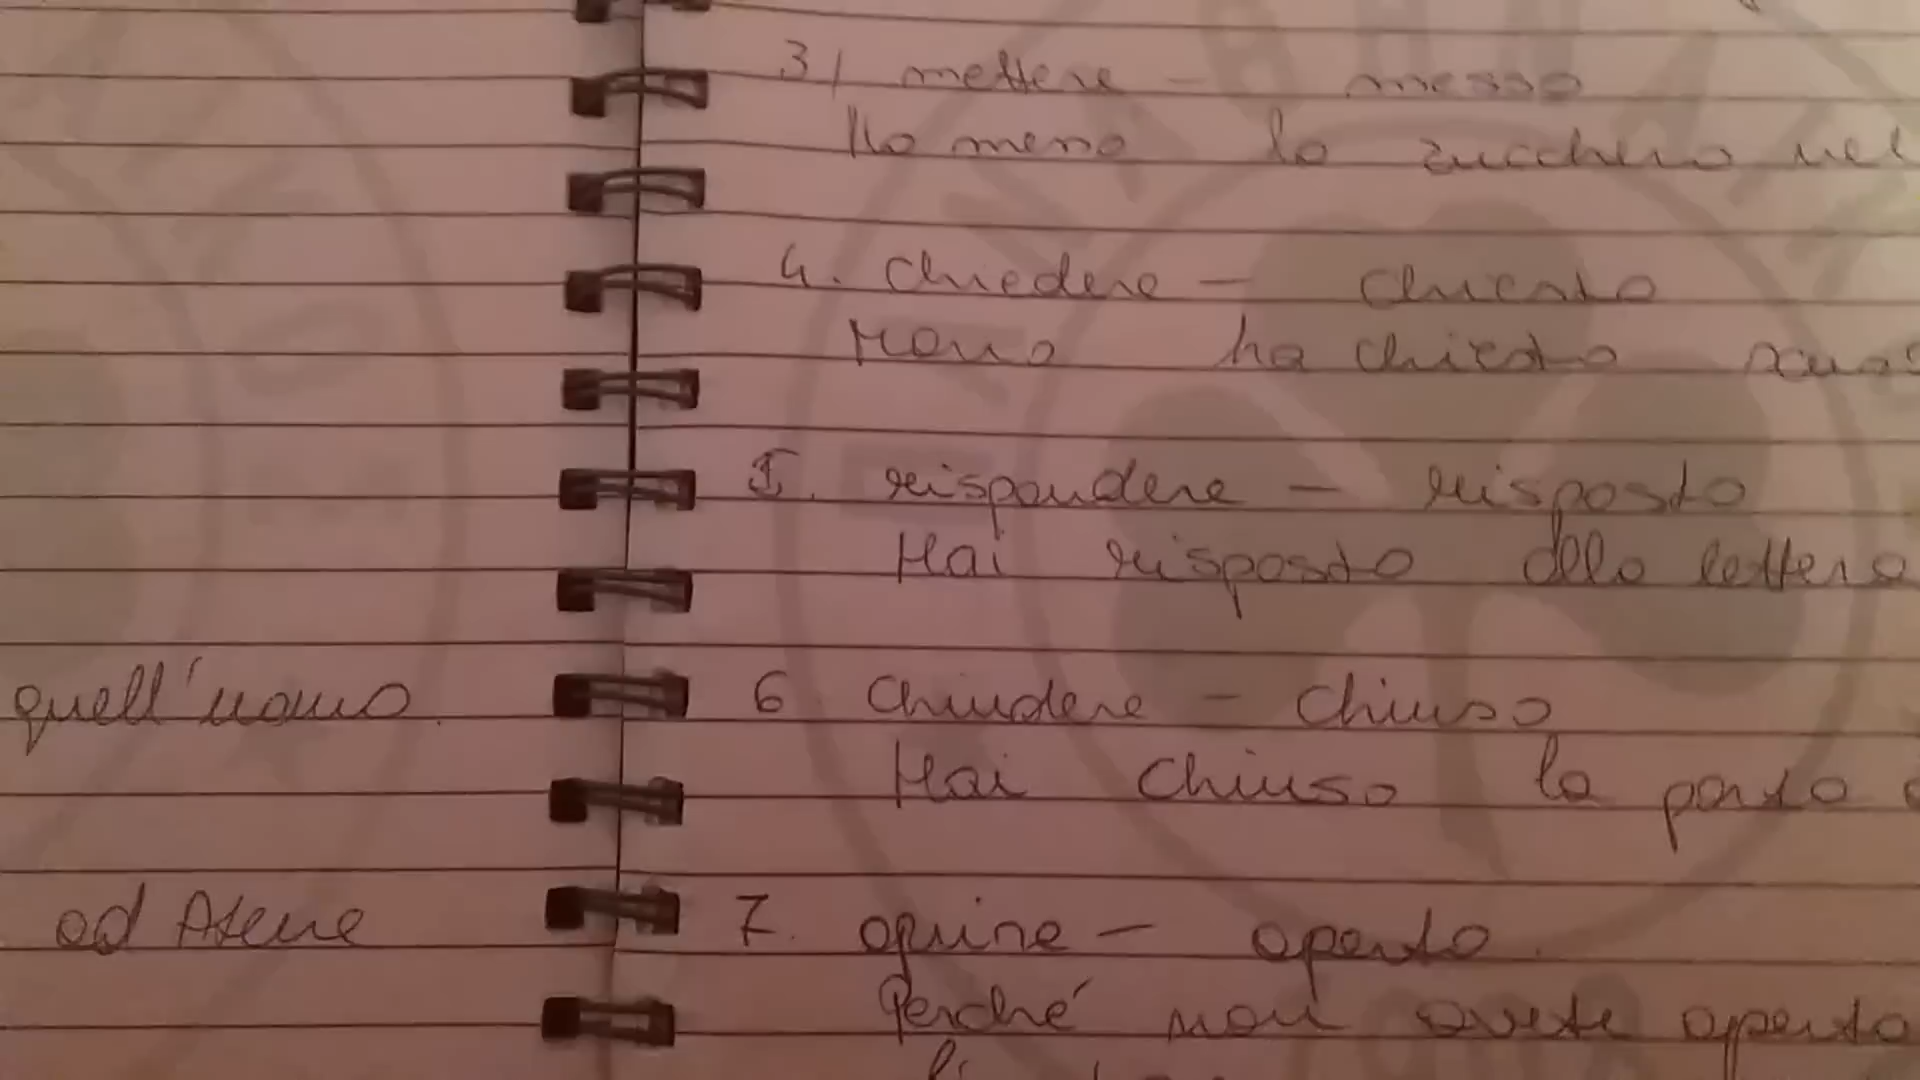 quell'uomo
ad Atene
3/ mettere - messo
Ho messo lo zucchero nel
4. Chiedere - chiesto
ha chiesto
5. rispondere - risposto
Hai risposto alla lettera
6 Chiudere - Chiuso
Hai Chiuso la porta
7. aprire - aperto
Perché non avete aperto